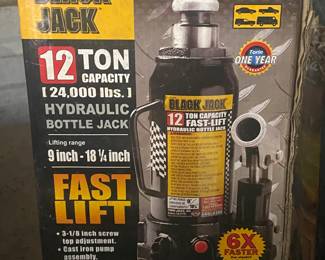 BLACK
JACK
12 TON
CAPACITY
[24,000 lbs.]
HYDRAULIC
BOTTLE JACK
Lifting range
9 inch - 18 1/4 inch
FAST
LIFT
• 3-1/8 inch screw
top adjustment.
• Cast iron pump
assembly.
Torin
ONE YEAR
BLACK JACK
12 TON CAPACITY
FAST-LIFT
HYDRAULIC BOTTLE JACK
6X
FASTER